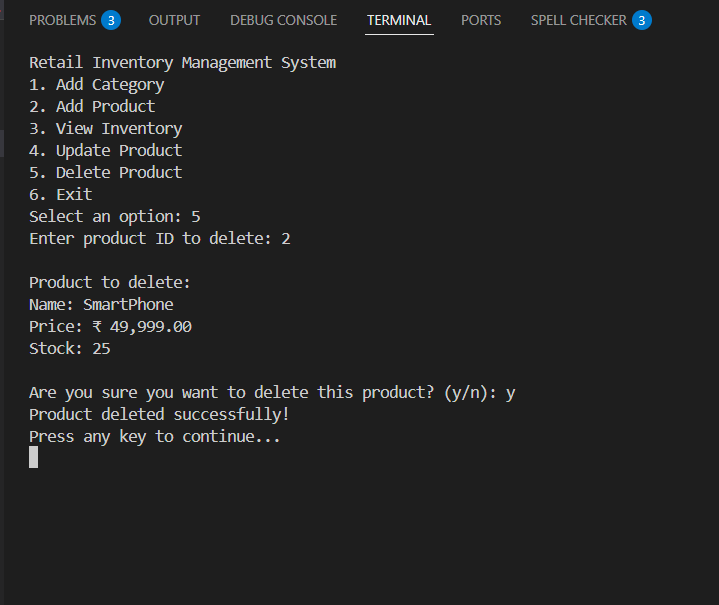 PROBLEMS 3 OUTPUT DEBUG CONSOLE TERMINAL PORTS SPELL CHECKER 3
Retail Inventory Management System
1. Add Category
2. Add Product
3. View Inventory
4. Update Product
5. Delete Product
6. Exit
Select an option: 5
Enter product ID to delete: 2
Product to delete:
Name: SmartPhone
Price: ₹ 49,999.00
Stock: 25
Are you sure you want to delete this product? (y/n): y
Product deleted successfully!
Press any key to continue...